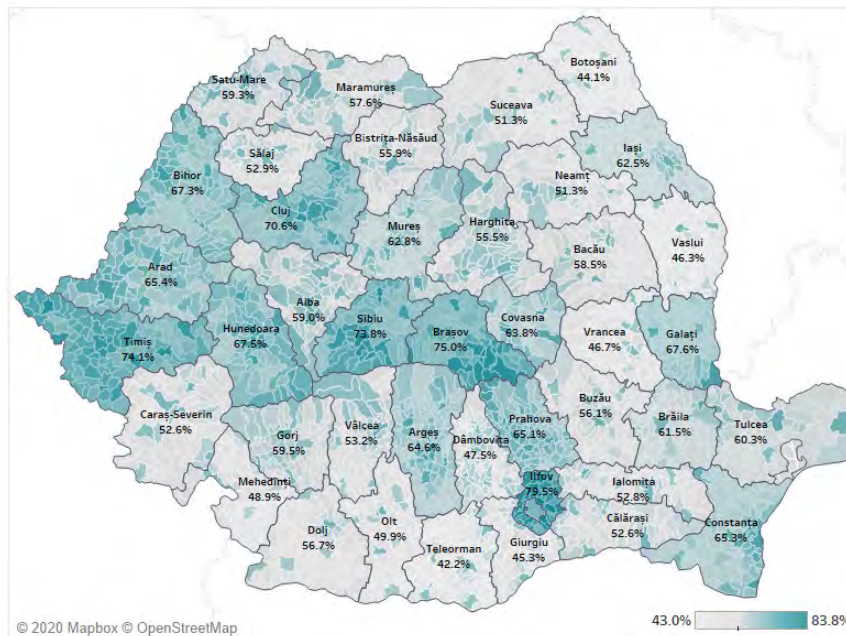 Botoșani
44.1%
Satu-Mare
59.3%
Maramureș
57.6%
Suceava
51.3%
Bistrița-Năsăud
55.9%
Iași
62.5%
Sălaj
52.9%
Bihor
67.3%
Neamț
51.3%
Cluj
70.6%
Mureș
62.8%
Harghita
55.5%
Bacău
58.5%
Vaslui
46.3%
Arad
65.4%
Alba
59.0%
Sibiu
73.8%
Brașov
75.0%
Covasna
63.8%
Hunedoara
67.5%
Timiș
74.1%
Vrancea
46.7%
Galați
67.6%
Caraș-Severin
52.6%
Buzău
56.1%
Brăila
61.5%
Tulcea
60.3%
Gorj
59.5%
Vâlcea
53.2%
Argeș
64.6%
Dâmbovița
47.5%
Prahova
65.1%
Mehedinți
48.9%
Ilfov
79.5%
Ialomița
52.8%
Călărași
52.6%
Constanta
65.3%
Dolj
56.7%
Olt
49.9%
Teleorman
42.2%
Giurgiu
45.3%
© 2020 Mapbox © OpenStreetMap
43.0% 83.8%